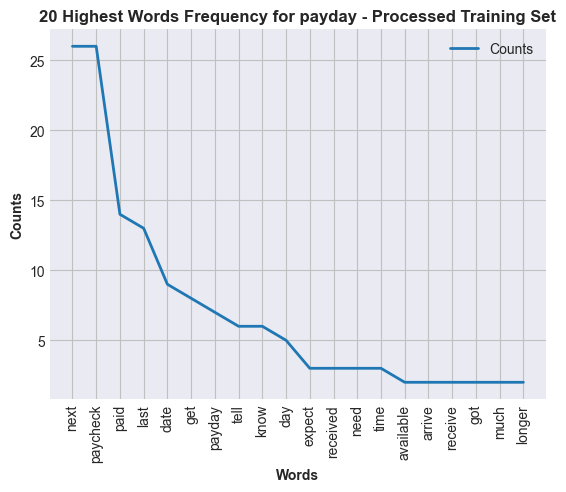 20 Highest Words Frequency for payday - Processed Training Set
Counts
25
20
15
10
5
Counts
next
paycheck
paid
last
date
get
payday
tell
know
day
expect
received
need
time
available
arrive
receive
got
much
longer
Words